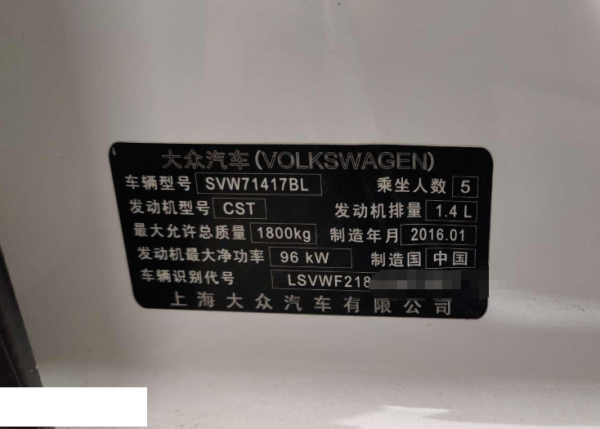 大众汽车(VOLKSWAGEN)
车辆型号 SVW71417BL 乘坐人数 5
发动机型号 CST 发动机排量 1.4 L
最大允许总质量 1800kg 制造年月 2016.01
发动机最大净功率 96 kW 制造国 中国
车辆识别代号 LSVWF218
上海大众汽车有限公司